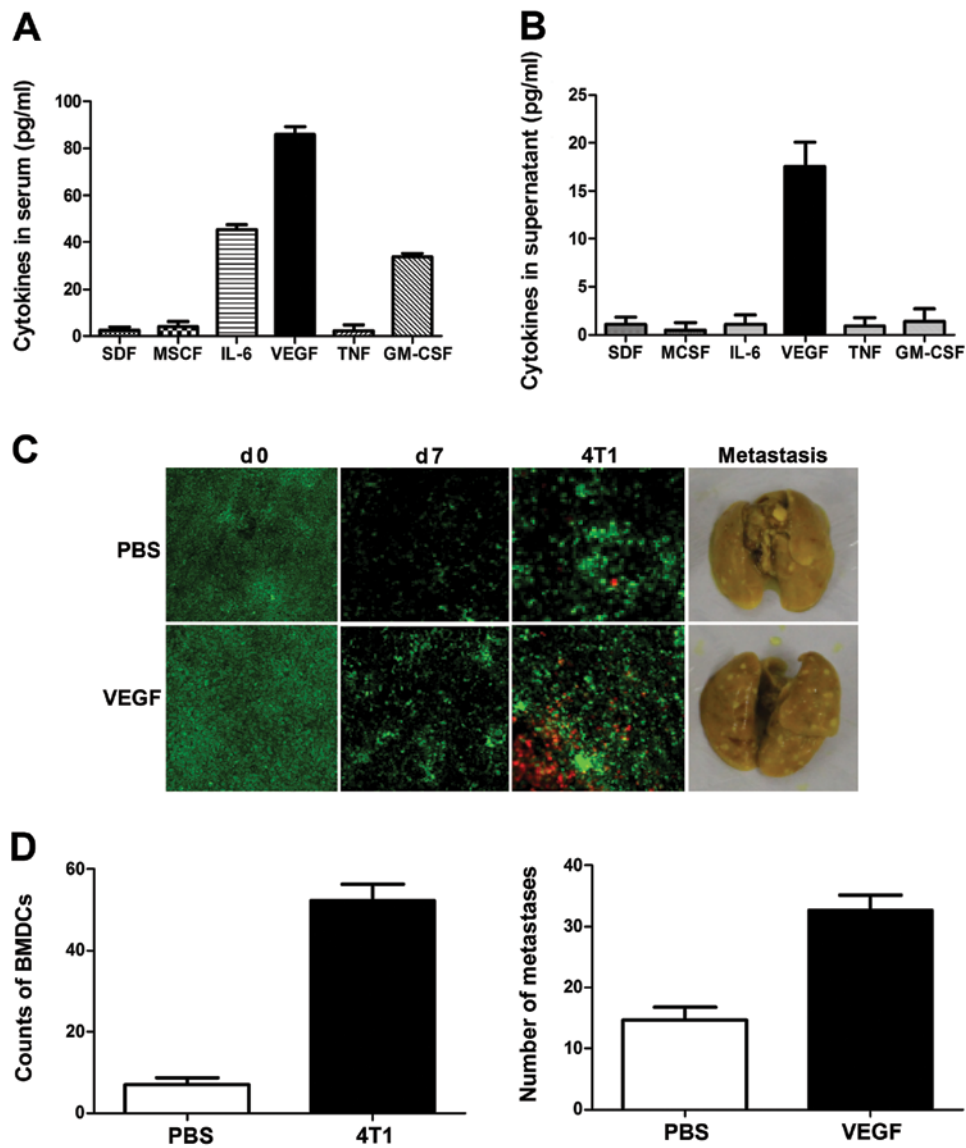 A
Cytokines in serum (pg/ml)
100
80
60
40
20
0
SDF MSCF IL-6 VEGF TNF GM-CSF
B
Cytokines in supernatant (pg/ml)
25
20
15
10
5
0
SDF MCSF IL-6 VEGF TNF GM-CSF
C
d0 d7 4T1 Metastasis
PBS
VEGF
D
Counts of BMDCs
60
40
20
0
PBS 4T1
Number of metastases
40
30
20
10
0
PBS VEGF